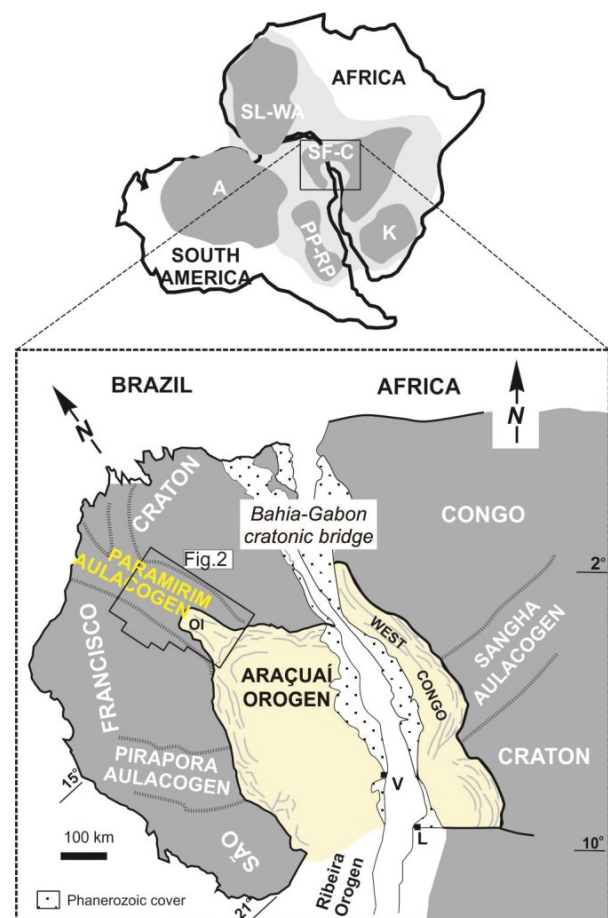 AFRICA
SL-WA
SF-C
A
PP-RP
K
SOUTH
AMERICA
BRAZIL
AFRICA
N
N
CRATON
Bahia-Gabon
cratonic bridge
CONGO
Fig.2
PARAMIRIM
AULACOGEN
2°
OI
WEST
CONGO
SANGHA
AULACOGEN
FRANCISCO
ARAÇUAÍ
OROGEN
PIRAPORA
AULACOGEN
CRATON
15°
V
100 km
SÃO
L
10°
Ribeira
Orogen
21°
Phanerozoic cover